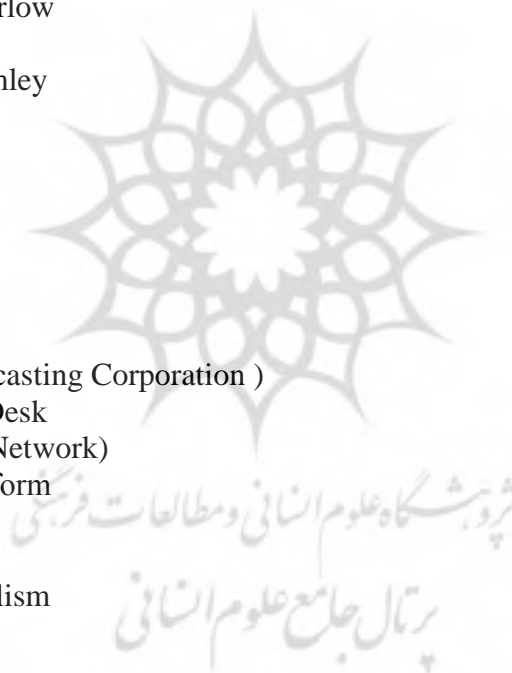 rlow
nley
casting Corporation )
Desk
Network)
form
پژوهشگاه علوم انسانی و مطالعات فرهنگی
lism
پرتال جامع علوم انسانی